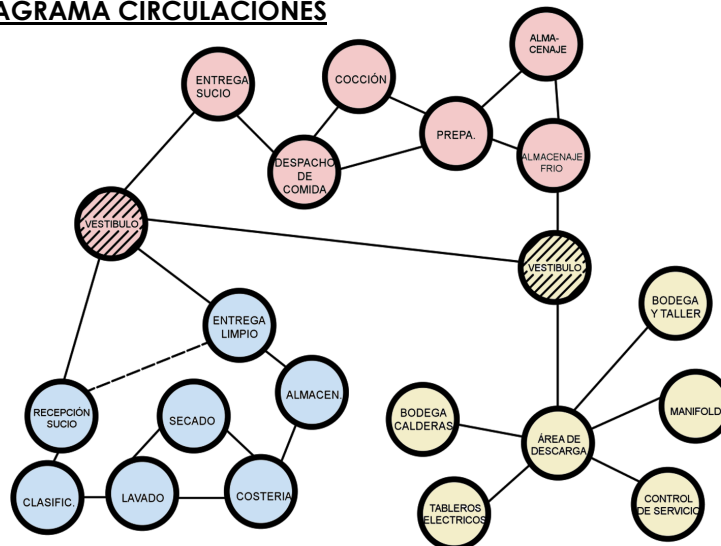 AGRAMA CIRCULACIONES
ALMA-
CENAJE
ENTREGA
SUCIO
COCCIÓN
PREPA.
DESPACHO
DE
COMIDA
ALMACENAJE
FRIO
VESTIBULO
VESTIBULO
ENTREGA
LIMPIO
BODEGA
Y TALLER
ALMACEN.
RECEPCIÓN
SUCIO
SECADO
BODEGA
CALDERAS
MANIFOLD
ÁREA DE
DESCARGA
CLASIFIC.
LAVADO
COSTERIA
TABLEROS
ELECTRICOS
CONTROL
DE SERVICIO